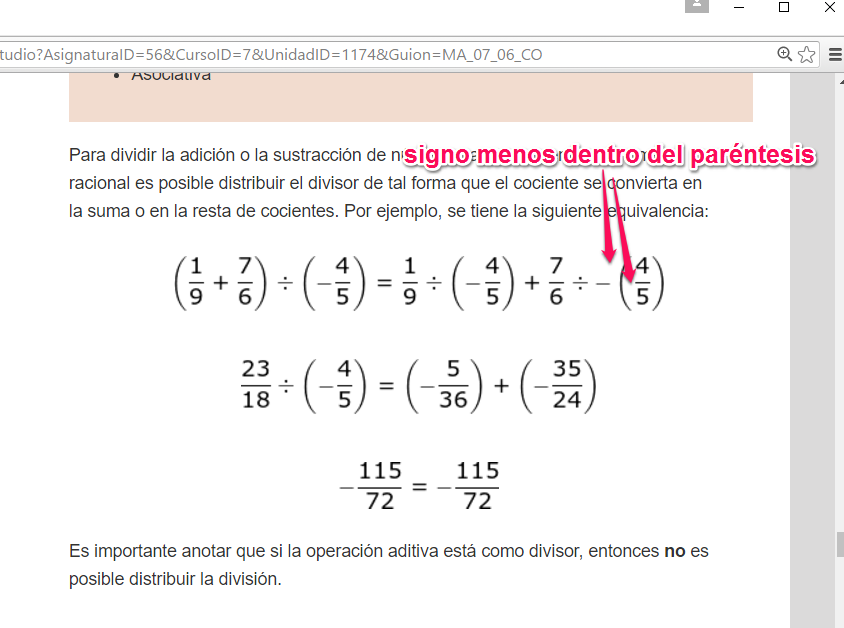 tudio?AsignaturaID=56&CursoID=7&UnidadID=1174&Guion=MA_07_06_CO
• Asociativa
Para dividir la adición o la sustracción de signo menos dentro del paréntesis
racional es posible distribuir el divisor de tal forma que el cociente se convierta en
la suma o en la resta de cocientes. Por ejemplo, se tiene la siguiente equivalencia:
(1/9 + 7/6) ÷ (−4/5) = 1/9 ÷ (−4/5) + 7/6 ÷ −(4/5)
23/18 ÷ (−4/5) = (−5/36) + (−35/24)
−115/72 = −115/72
Es importante anotar que si la operación aditiva está como divisor, entonces no es
posible distribuir la división.